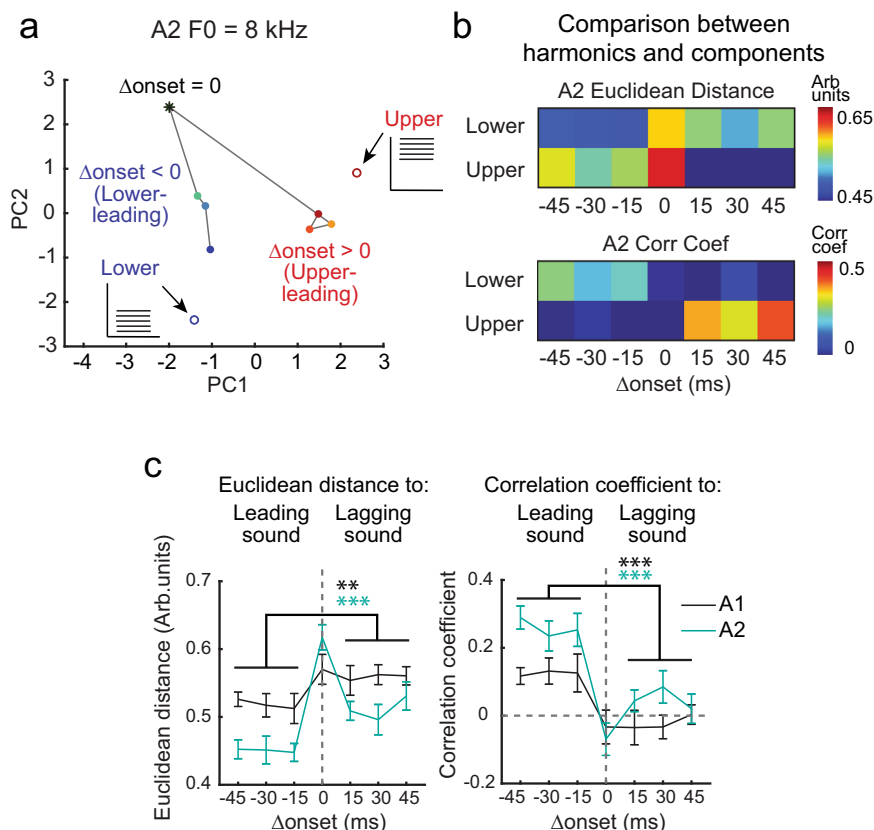 a
A2 F0 = 8 kHz
3
2
1
0
-1
-2
-3
PC2
-4 -3 -2 -1 0 1 2 3
PC1
Δonset = 0
Upper
Δonset < 0
(Lower-
leading)
Δonset > 0
(Upper-
leading)
Lower
b
Comparison between
harmonics and components
A2 Euclidean Distance
Lower
Upper
-45 -30 -15 0 15 30 45
Arb
units
0.65
0.45
A2 Corr Coef
Lower
Upper
-45 -30 -15 0 15 30 45
Δonset (ms)
Corr
coef
0.5
0
c
Euclidean distance to:
Leading
sound
Lagging
sound
**
***
0.7
0.6
0.5
0.4
Euclidean distance (Arb.units)
-45 -30 -15 0 15 30 45
Δonset (ms)
Correlation coefficient to:
Leading
sound
Lagging
sound
***
***
A1
A2
0.4
0.2
0
-0.2
Correlation coefficient
-45 -30 -15 0 15 30 45
Δonset (ms)